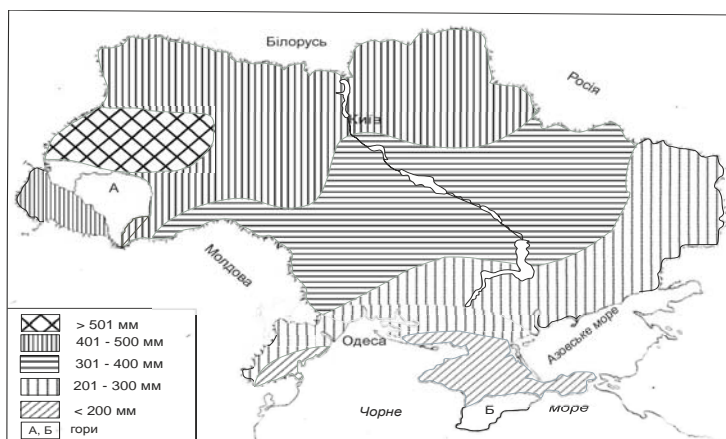 Білорусь
Росія
Київ
А
Молдова
Одеса
Азовське море
Чорне
Б
море
> 501 мм
401 - 500 мм
301 - 400 мм
201 - 300 мм
< 200 мм
А, Б гори